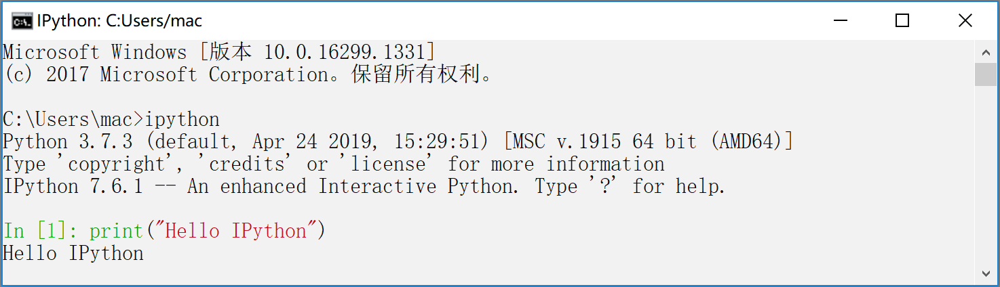 IPython: C:Users/mac
Microsoft Windows [版本 10.0.16299.1331]
(c) 2017 Microsoft Corporation。保留所有权利。
C:\Users\mac>ipython
Python 3.7.3 (default, Apr 24 2019, 15:29:51) [MSC v.1915 64 bit (AMD64)]
Type 'copyright', 'credits' or 'license' for more information
IPython 7.6.1 -- An enhanced Interactive Python. Type '?' for help.
In [1]: print("Hello IPython")
Hello IPython